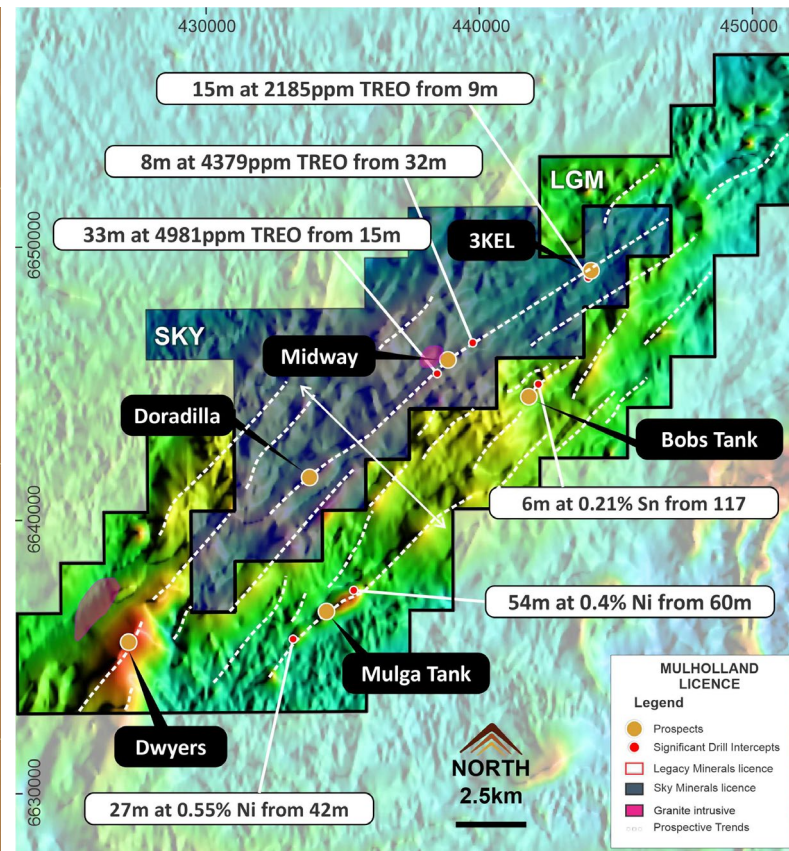 430000
440000
450000
15m at 2185ppm TREO from 9m
8m at 4379ppm TREO from 32m
LGM
33m at 4981ppm TREO from 15m
3KEL
6650000
SKY
Midway
Doradilla
Bobs Tank
6m at 0.21% Sn from 117
6640000
54m at 0.4% Ni from 60m
Mulga Tank
Dwyers
27m at 0.55% Ni from 42m
6630000
NORTH
2.5km
MULHOLLAND
LICENCE
Legend
Prospects
Significant Drill Intercepts
Legacy Minerals licence
Sky Minerals licence
Granite intrusive
Prospective Trends